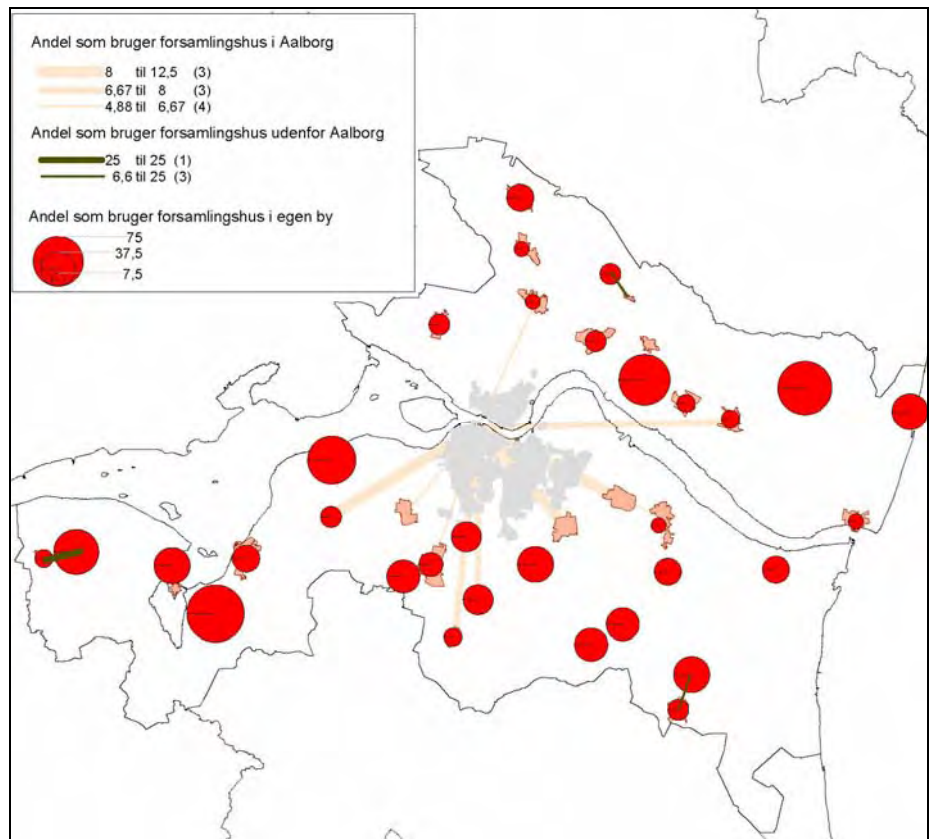 Andel som bruger forsamlingshus i Aalborg
8 til 12,5 (3)
6,67 til 8 (3)
4,88 til 6,67 (4)
Andel som bruger forsamlingshus udenfor Aalborg
25 til 25 (1)
6,6 til 25 (3)
Andel som bruger forsamlingshus i egen by
75
37,5
7,5